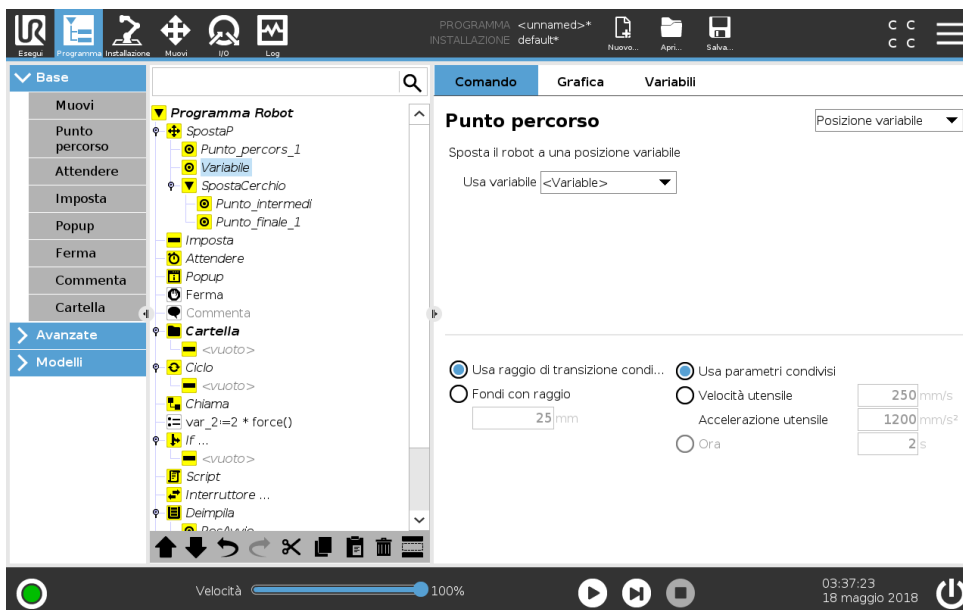 PROGRAMMA <unnamed>*
INSTALLAZIONE default*
Esegui
Programma
Installazione
Muovi
I/O
Log
Nuovo...
Apri...
Salva...
C C
C C
Base
Muovi
Punto
percorso
Attendere
Imposta
Popup
Ferma
Commenta
Cartella
Avanzate
Modelli
Programma Robot
SpostaP
Punto_percors_1
Variabile
SpostaCerchio
Punto_intermedi
Punto_finale_1
Imposta
Attendere
Popup
Ferma
Commenta
Cartella
<vuoto>
Ciclo
<vuoto>
Chiama
var_2:=2 * force()
If ...
<vuoto>
Script
Interruttore ...
Deimpila
PosAvvio
Comando
Grafica
Variabili
Punto percorso
Posizione variabile
Sposta il robot a una posizione variabile
Usa variabile <Variable>
Usa raggio di transizione condi...
Fondi con raggio
25 mm
Usa parametri condivisi
Velocità utensile 250 mm/s
Accelerazione utensile 1200 mm/s²
Ora 2 s
Velocità 100%
03:37:23
18 maggio 2018